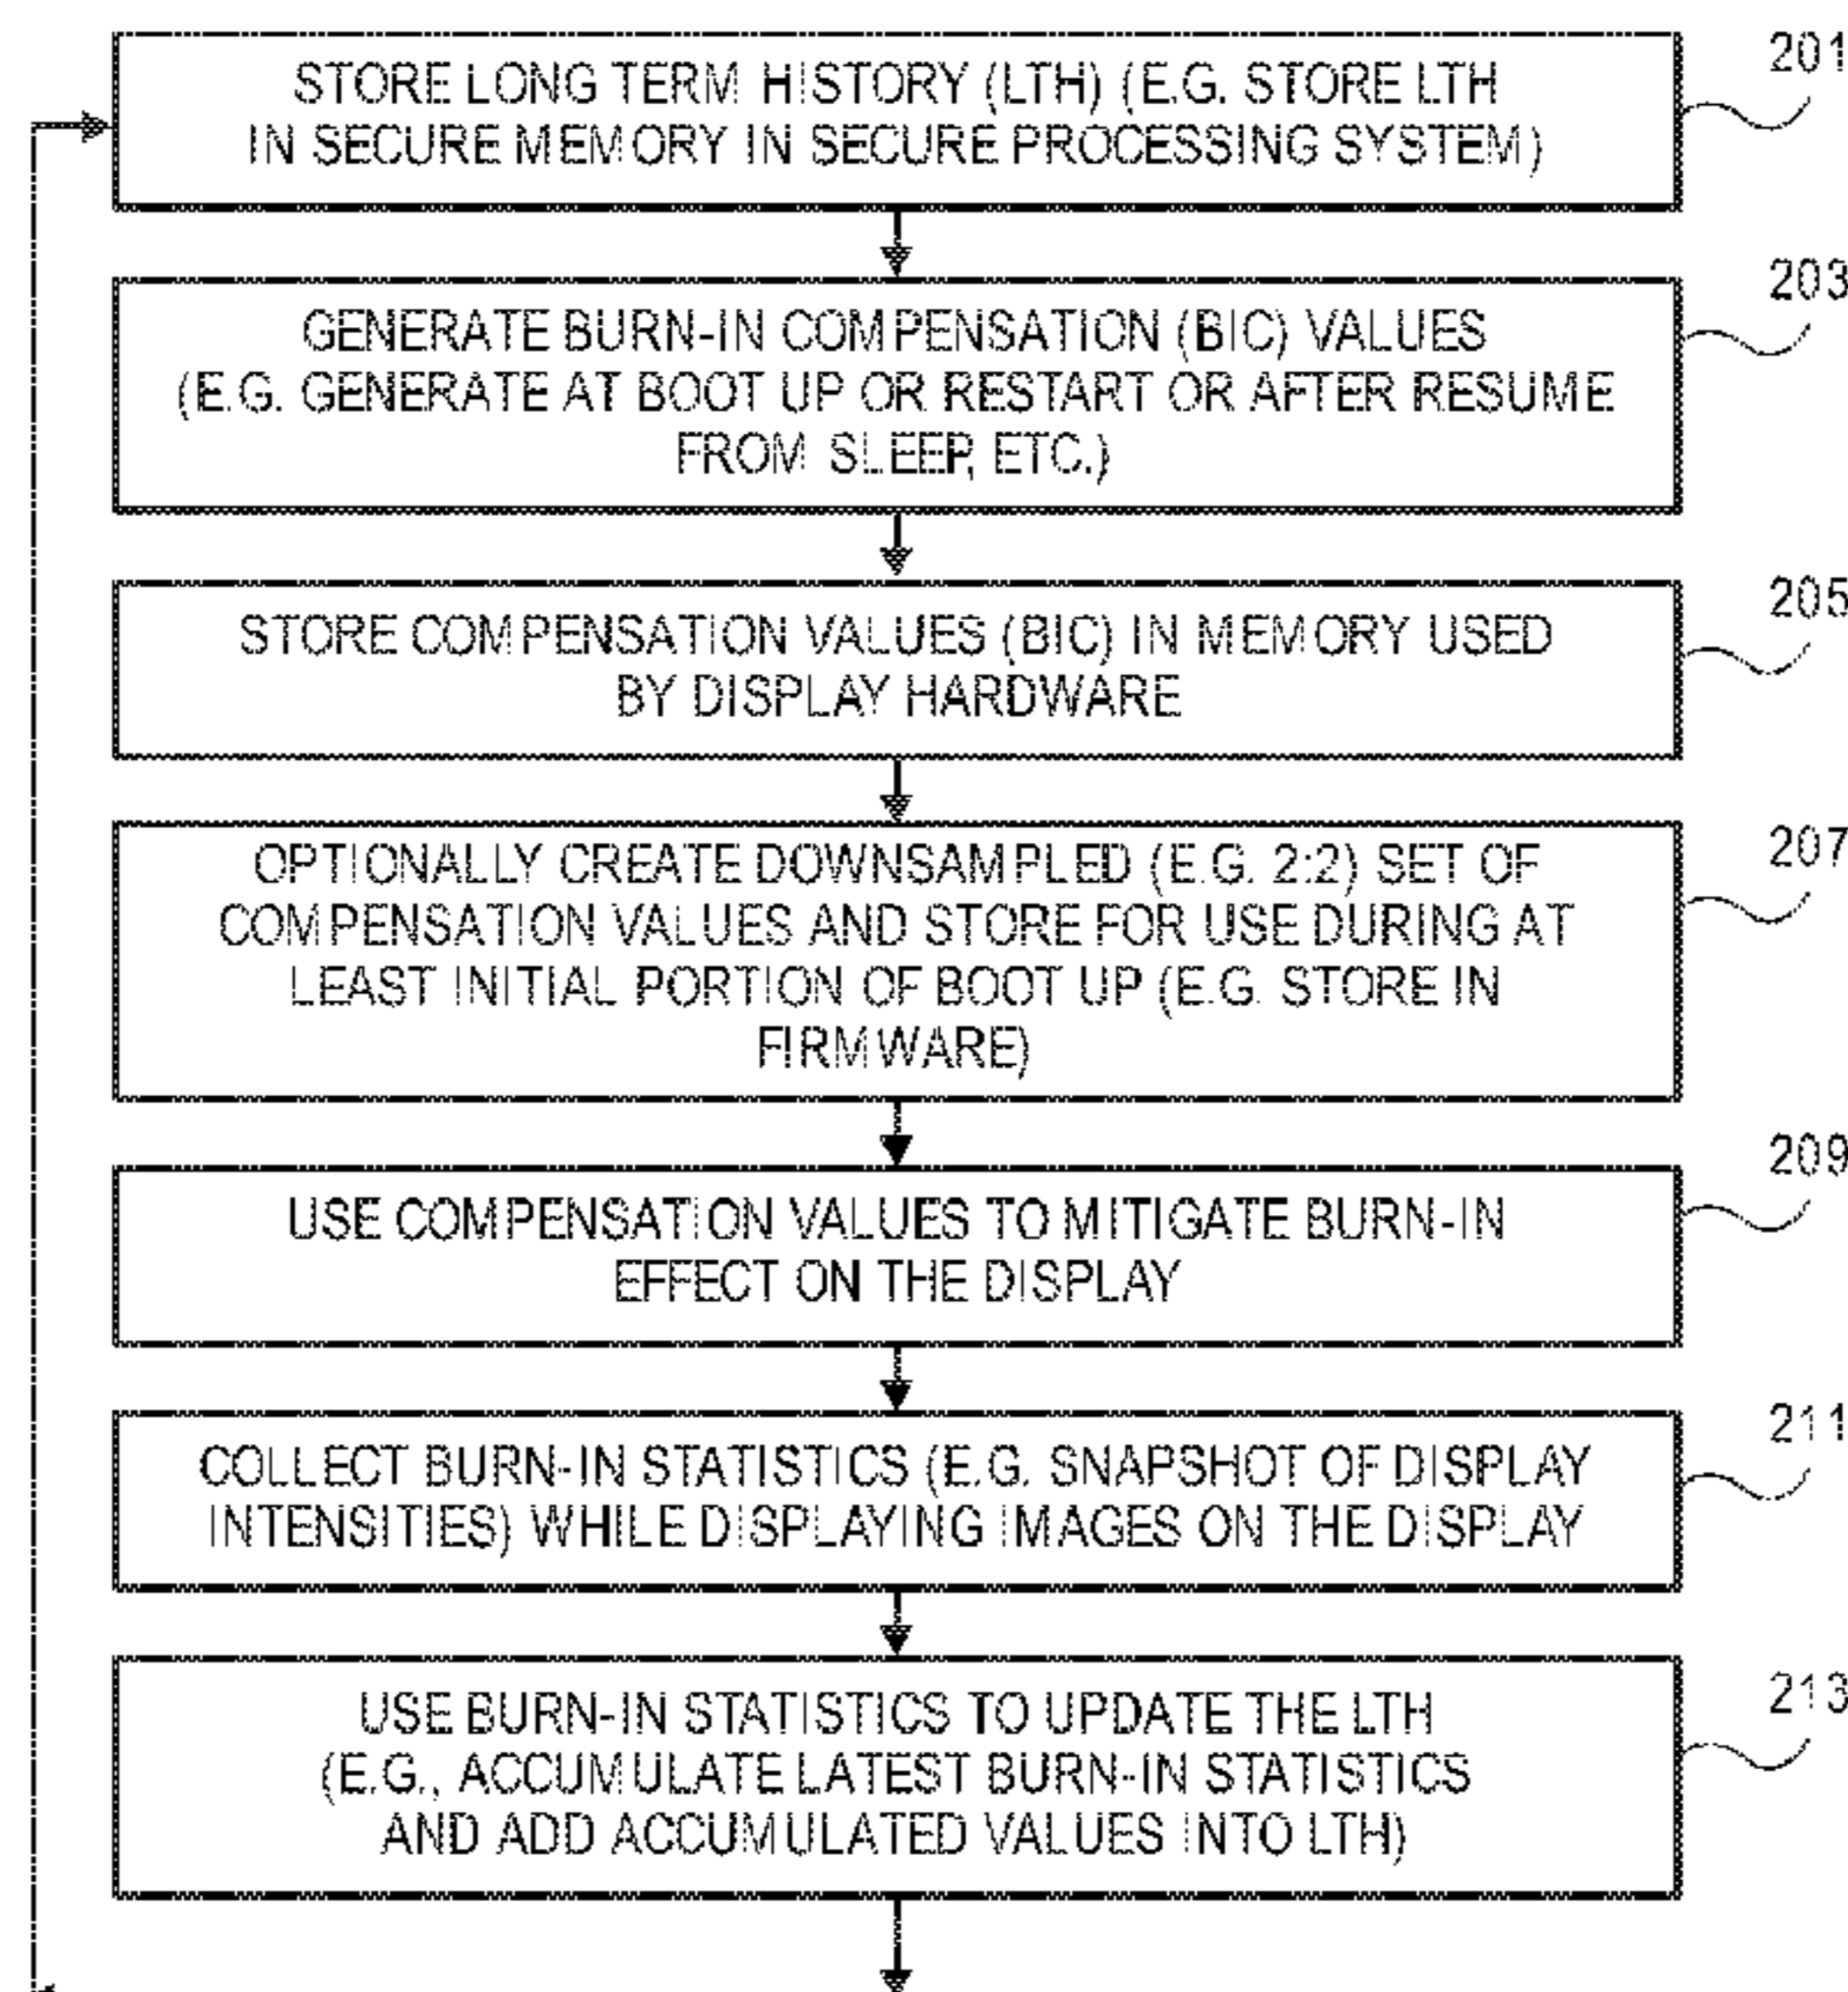 201
STORE LONG TERM HISTORY (LTH) (E.G. STORE LTH
IN SECURE MEMORY IN SECURE PROCESSING SYSTEM)
203
GENERATE BURN-IN COMPENSATION (BIC) VALUES
(E.G. GENERATE AT BOOT UP OR RESTART OR AFTER RESUME
FROM SLEEP, ETC.)
205
STORE COMPENSATION VALUES (BIC) IN MEMORY USED
BY DISPLAY HARDWARE
207
OPTIONALLY CREATE DOWNSAMPLED (E.G. 2:2) SET OF
COMPENSATION VALUES AND STORE FOR USE DURING AT
LEAST INITIAL PORTION OF BOOT UP (E.G. STORE IN
FIRMWARE)
209
USE COMPENSATION VALUES TO MITIGATE BURN-IN
EFFECT ON THE DISPLAY
211
COLLECT BURN-IN STATISTICS (E.G. SNAPSHOT OF DISPLAY
INTENSITIES) WHILE DISPLAYING IMAGES ON THE DISPLAY
213
USE BURN-IN STATISTICS TO UPDATE THE LTH
(E.G., ACCUMULATE LATEST BURN-IN STATISTICS
AND ADD ACCUMULATED VALUES INTO LTH)